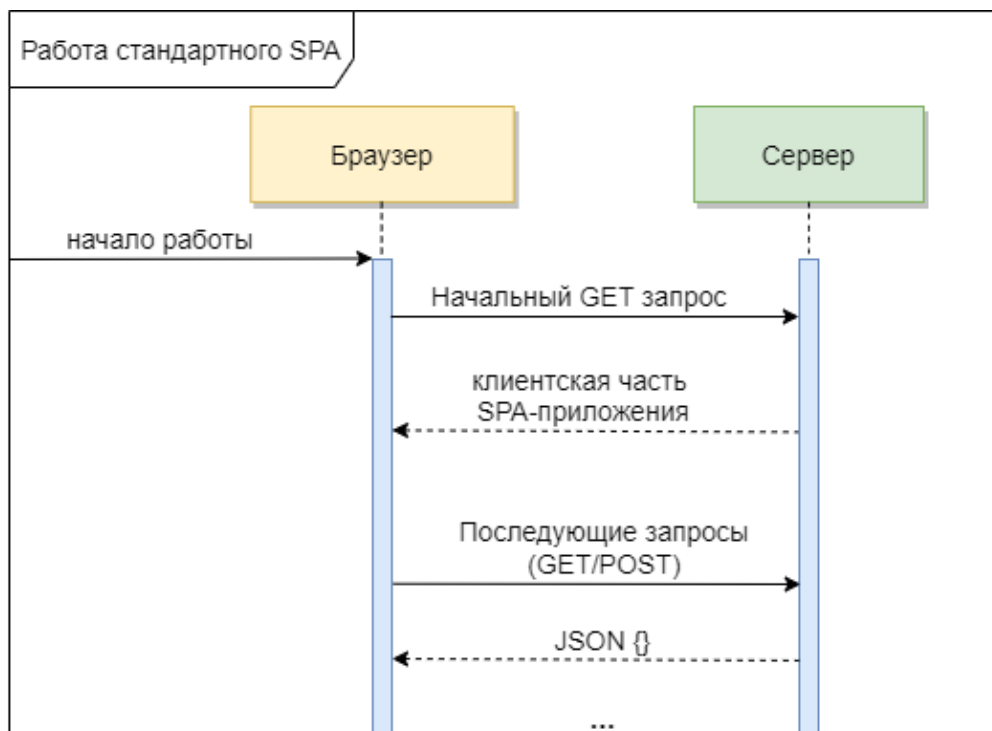 Работа стандартного SPA
Браузер
Сервер
начало работы
Начальный GET запрос
клиентская часть
SPA-приложения
Последующие запросы
(GET/POST)
JSON {}
...